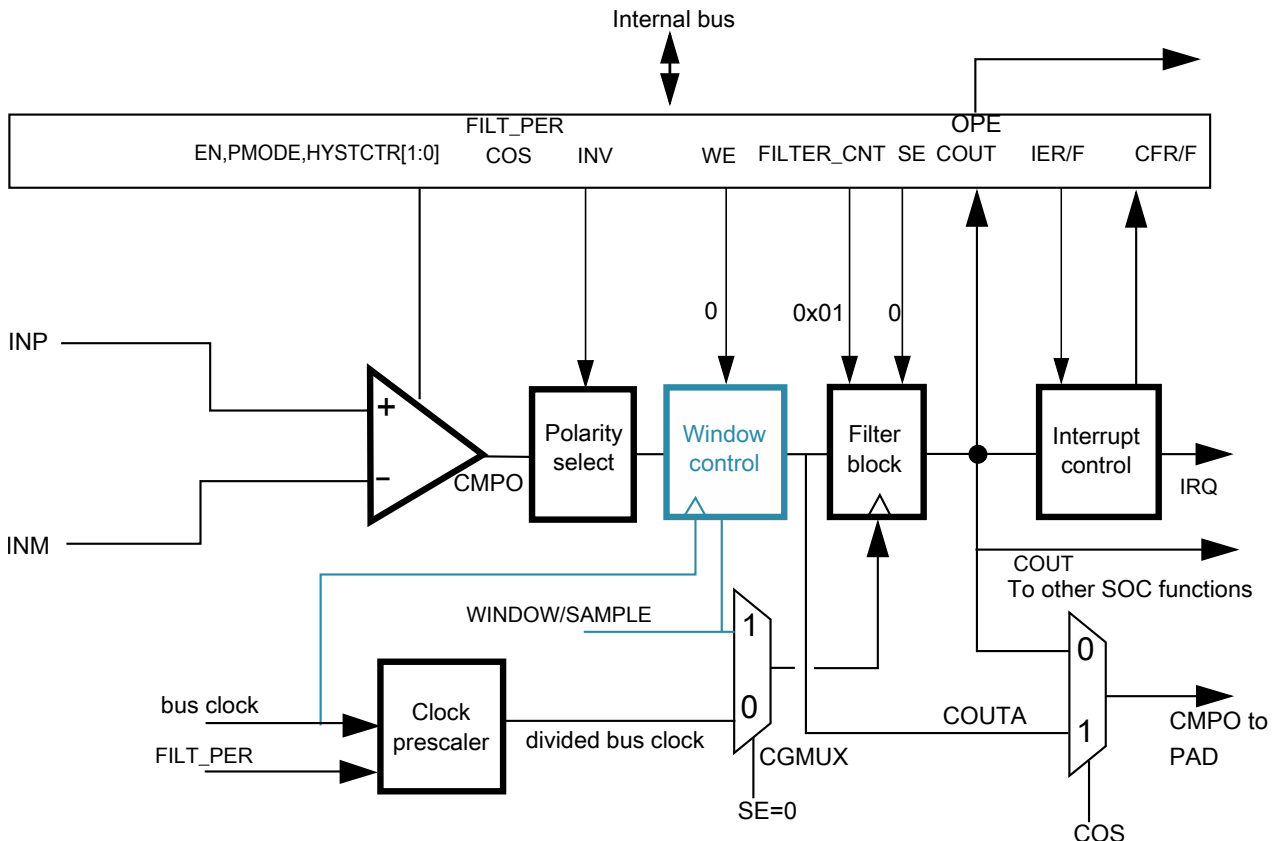 Internal bus
FILT_PER
OPE
EN,PMODE,HYSTCTR[1:0]
COS
INV
WE
FILTER_CNT
SE
COUT
IER/F
CFR/F
0
0x01
0
INP
+
Polarity
select
Window
control
Filter
block
Interrupt
control
−
CMPO
IRQ
INM
COUT
To other SOC functions
WINDOW/SAMPLE
1
0
bus clock
Clock
prescaler
0
divided bus clock
COUTA
1
CMPO to
PAD
FILT_PER
CGMUX
SE=0
COS